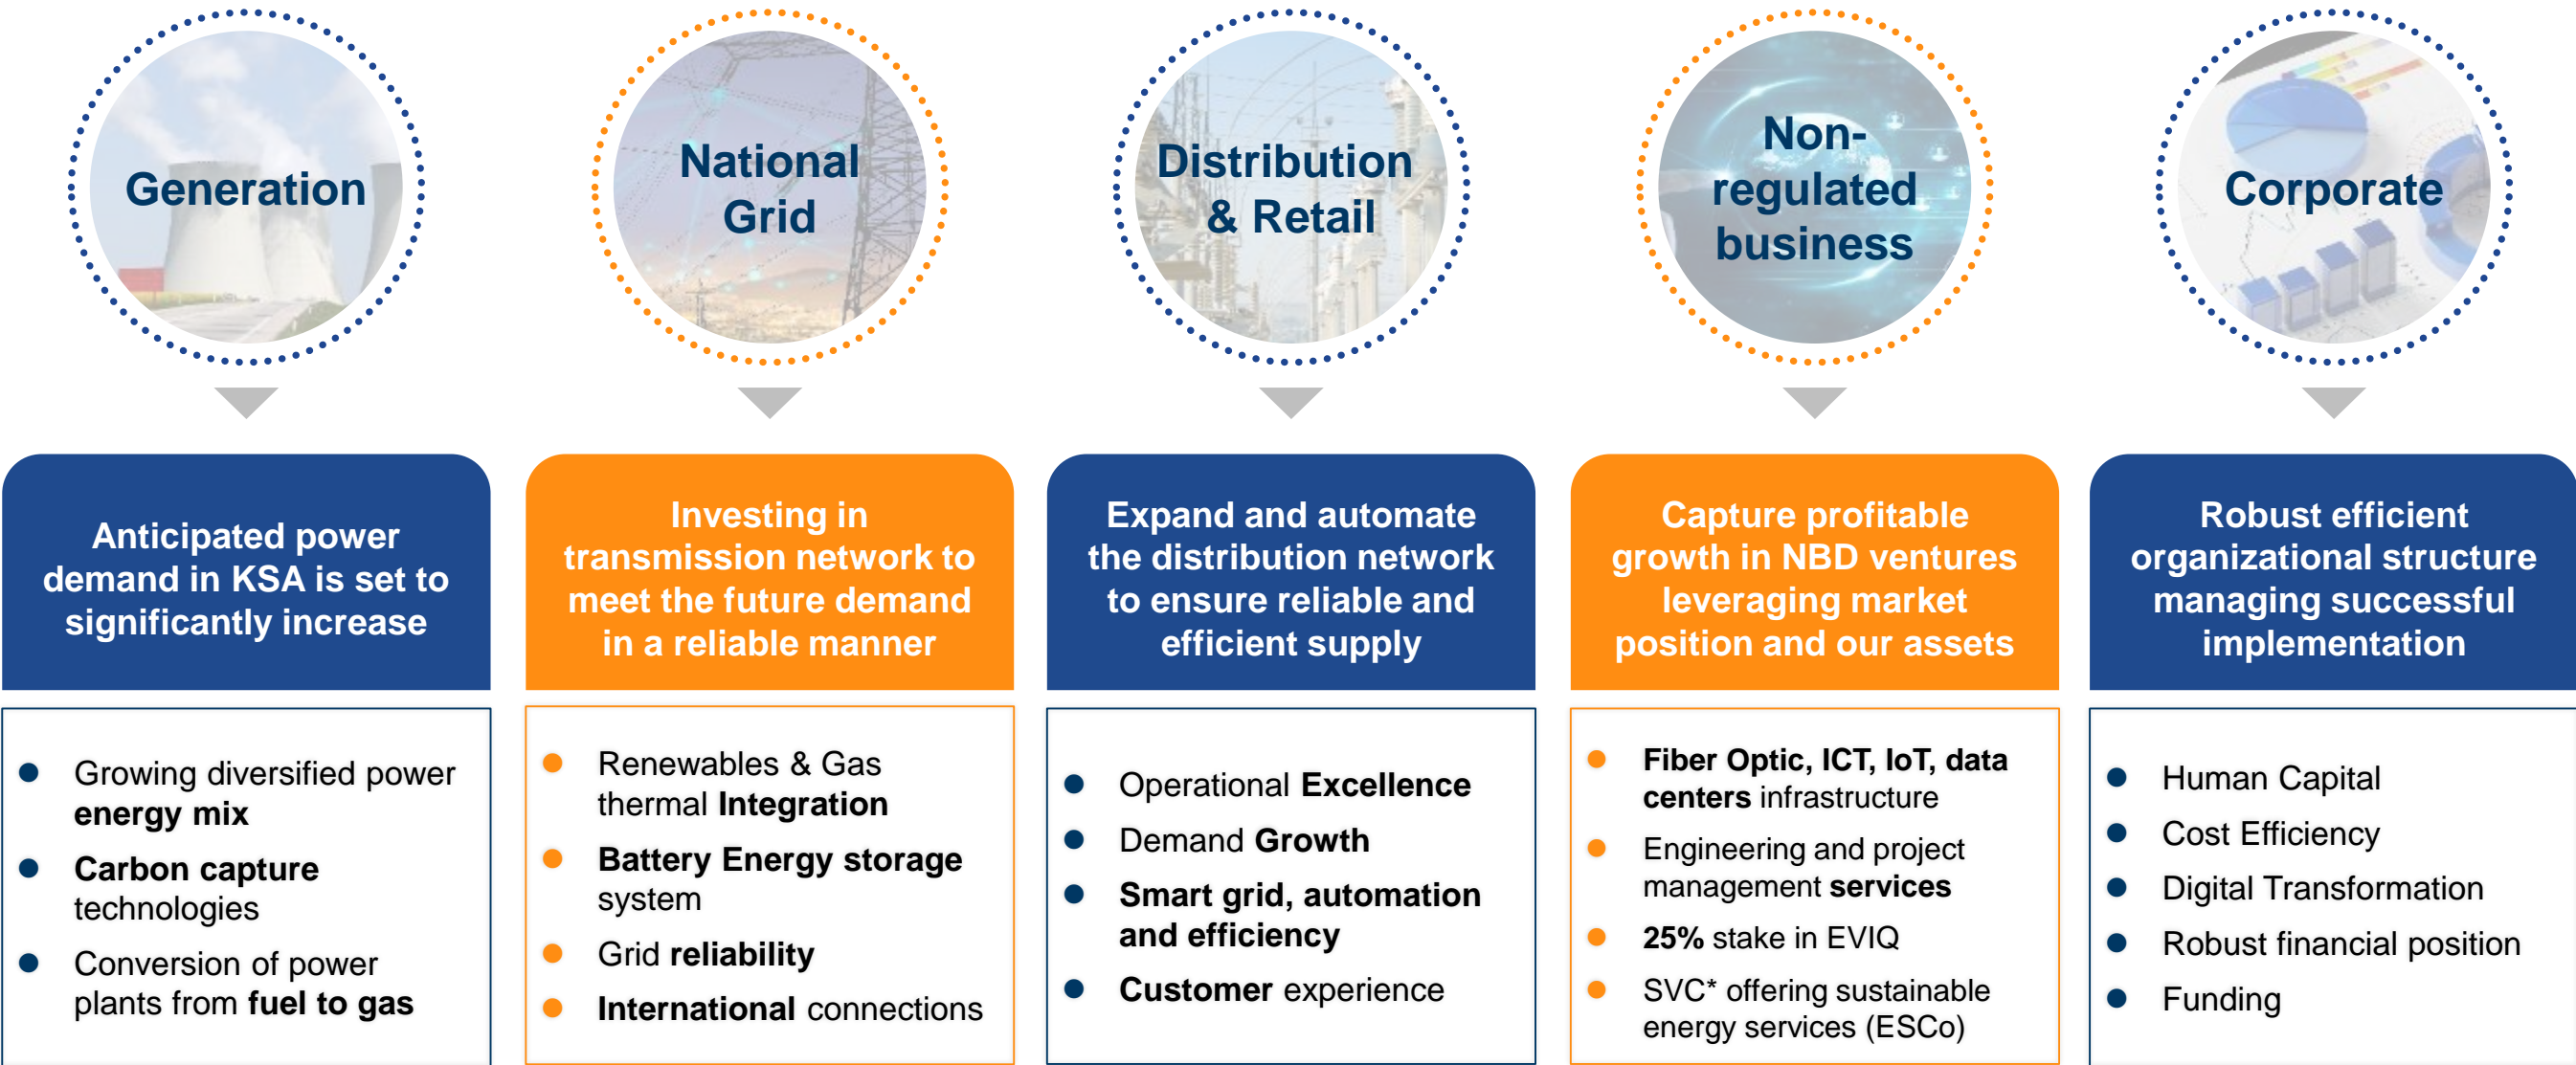 Generation
National
Grid
Distribution
& Retail
Non-
regulated
business
Corporate
Anticipated power
demand in KSA is set to
significantly increase
Investing in
transmission network to
meet the future demand
in a reliable manner
Expand and automate
the distribution network
to ensure reliable and
efficient supply
Capture profitable
growth in NBD ventures
leveraging market
position and our assets
Robust efficient
organizational structure
managing successful
implementation
● Growing diversified power
energy mix
● Carbon capture
technologies
● Conversion of power
plants from fuel to gas
● Renewables & Gas
thermal Integration
● Battery Energy storage
system
● Grid reliability
● International connections
● Operational Excellence
● Demand Growth
● Smart grid, automation
and efficiency
● Customer experience
● Fiber Optic, ICT, IoT, data
centers infrastructure
● Engineering and project
management services
● 25% stake in EVIQ
● SVC* offering sustainable
energy services (ESCo)
● Human Capital
● Cost Efficiency
● Digital Transformation
● Robust financial position
● Funding